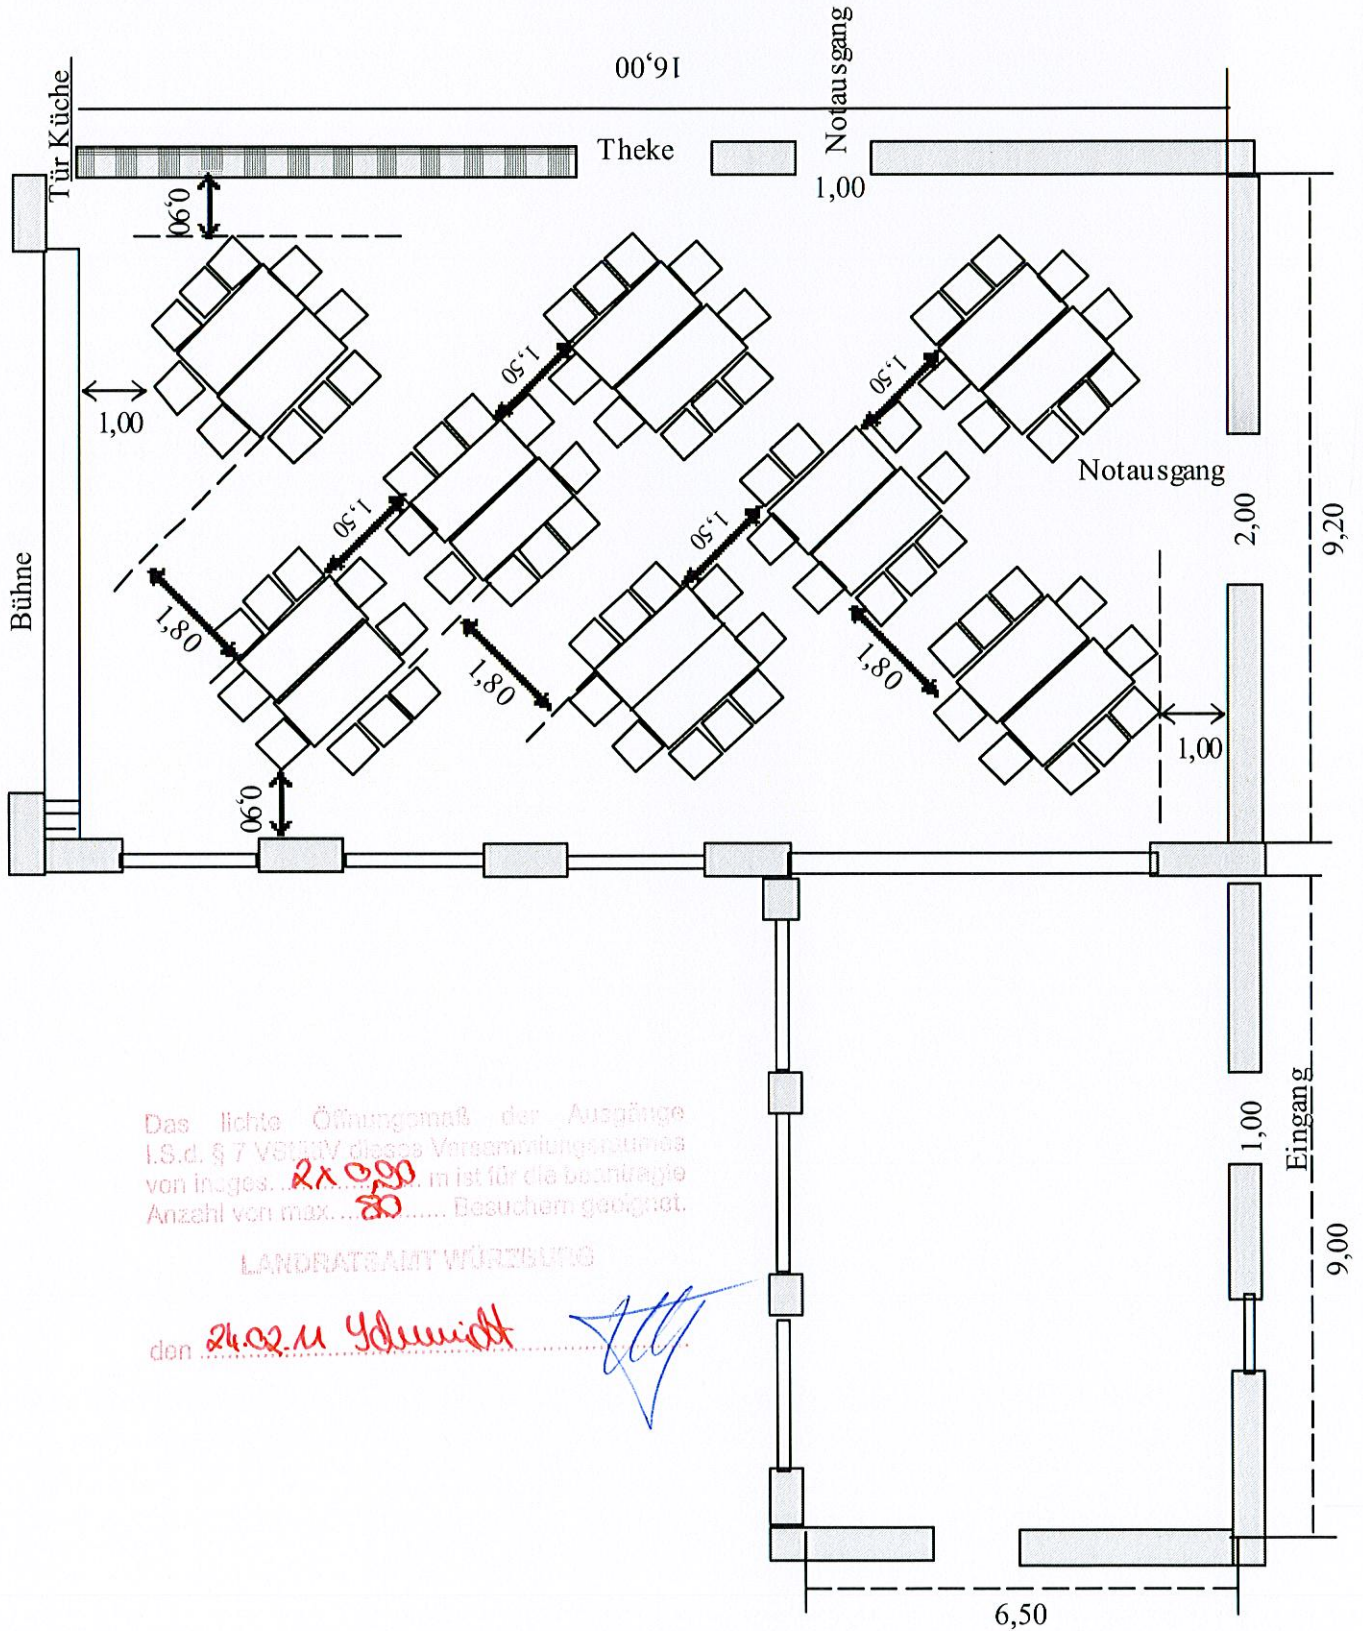 16,00
Tür Küche
Theke
Notausgang
1,00
0,90
1,00
1,50
1,50
1,50
1,50
Notausgang
2,00
9,20
Bühne
1,80
1,80
1,80
1,00
0,90
Das lichte Öffnungsmaß der Ausgänge
i.S.d. § 7 VStättV dieses Versammlungsraumes
von insges. 2x 0,90 m ist für die beantragte
Anzahl von max. 80 Besuchern geeignet.
LANDRATSAMT WÜRZBURG
den 24.02.11 Schmidt
1,00
Eingang
9,00
6,50